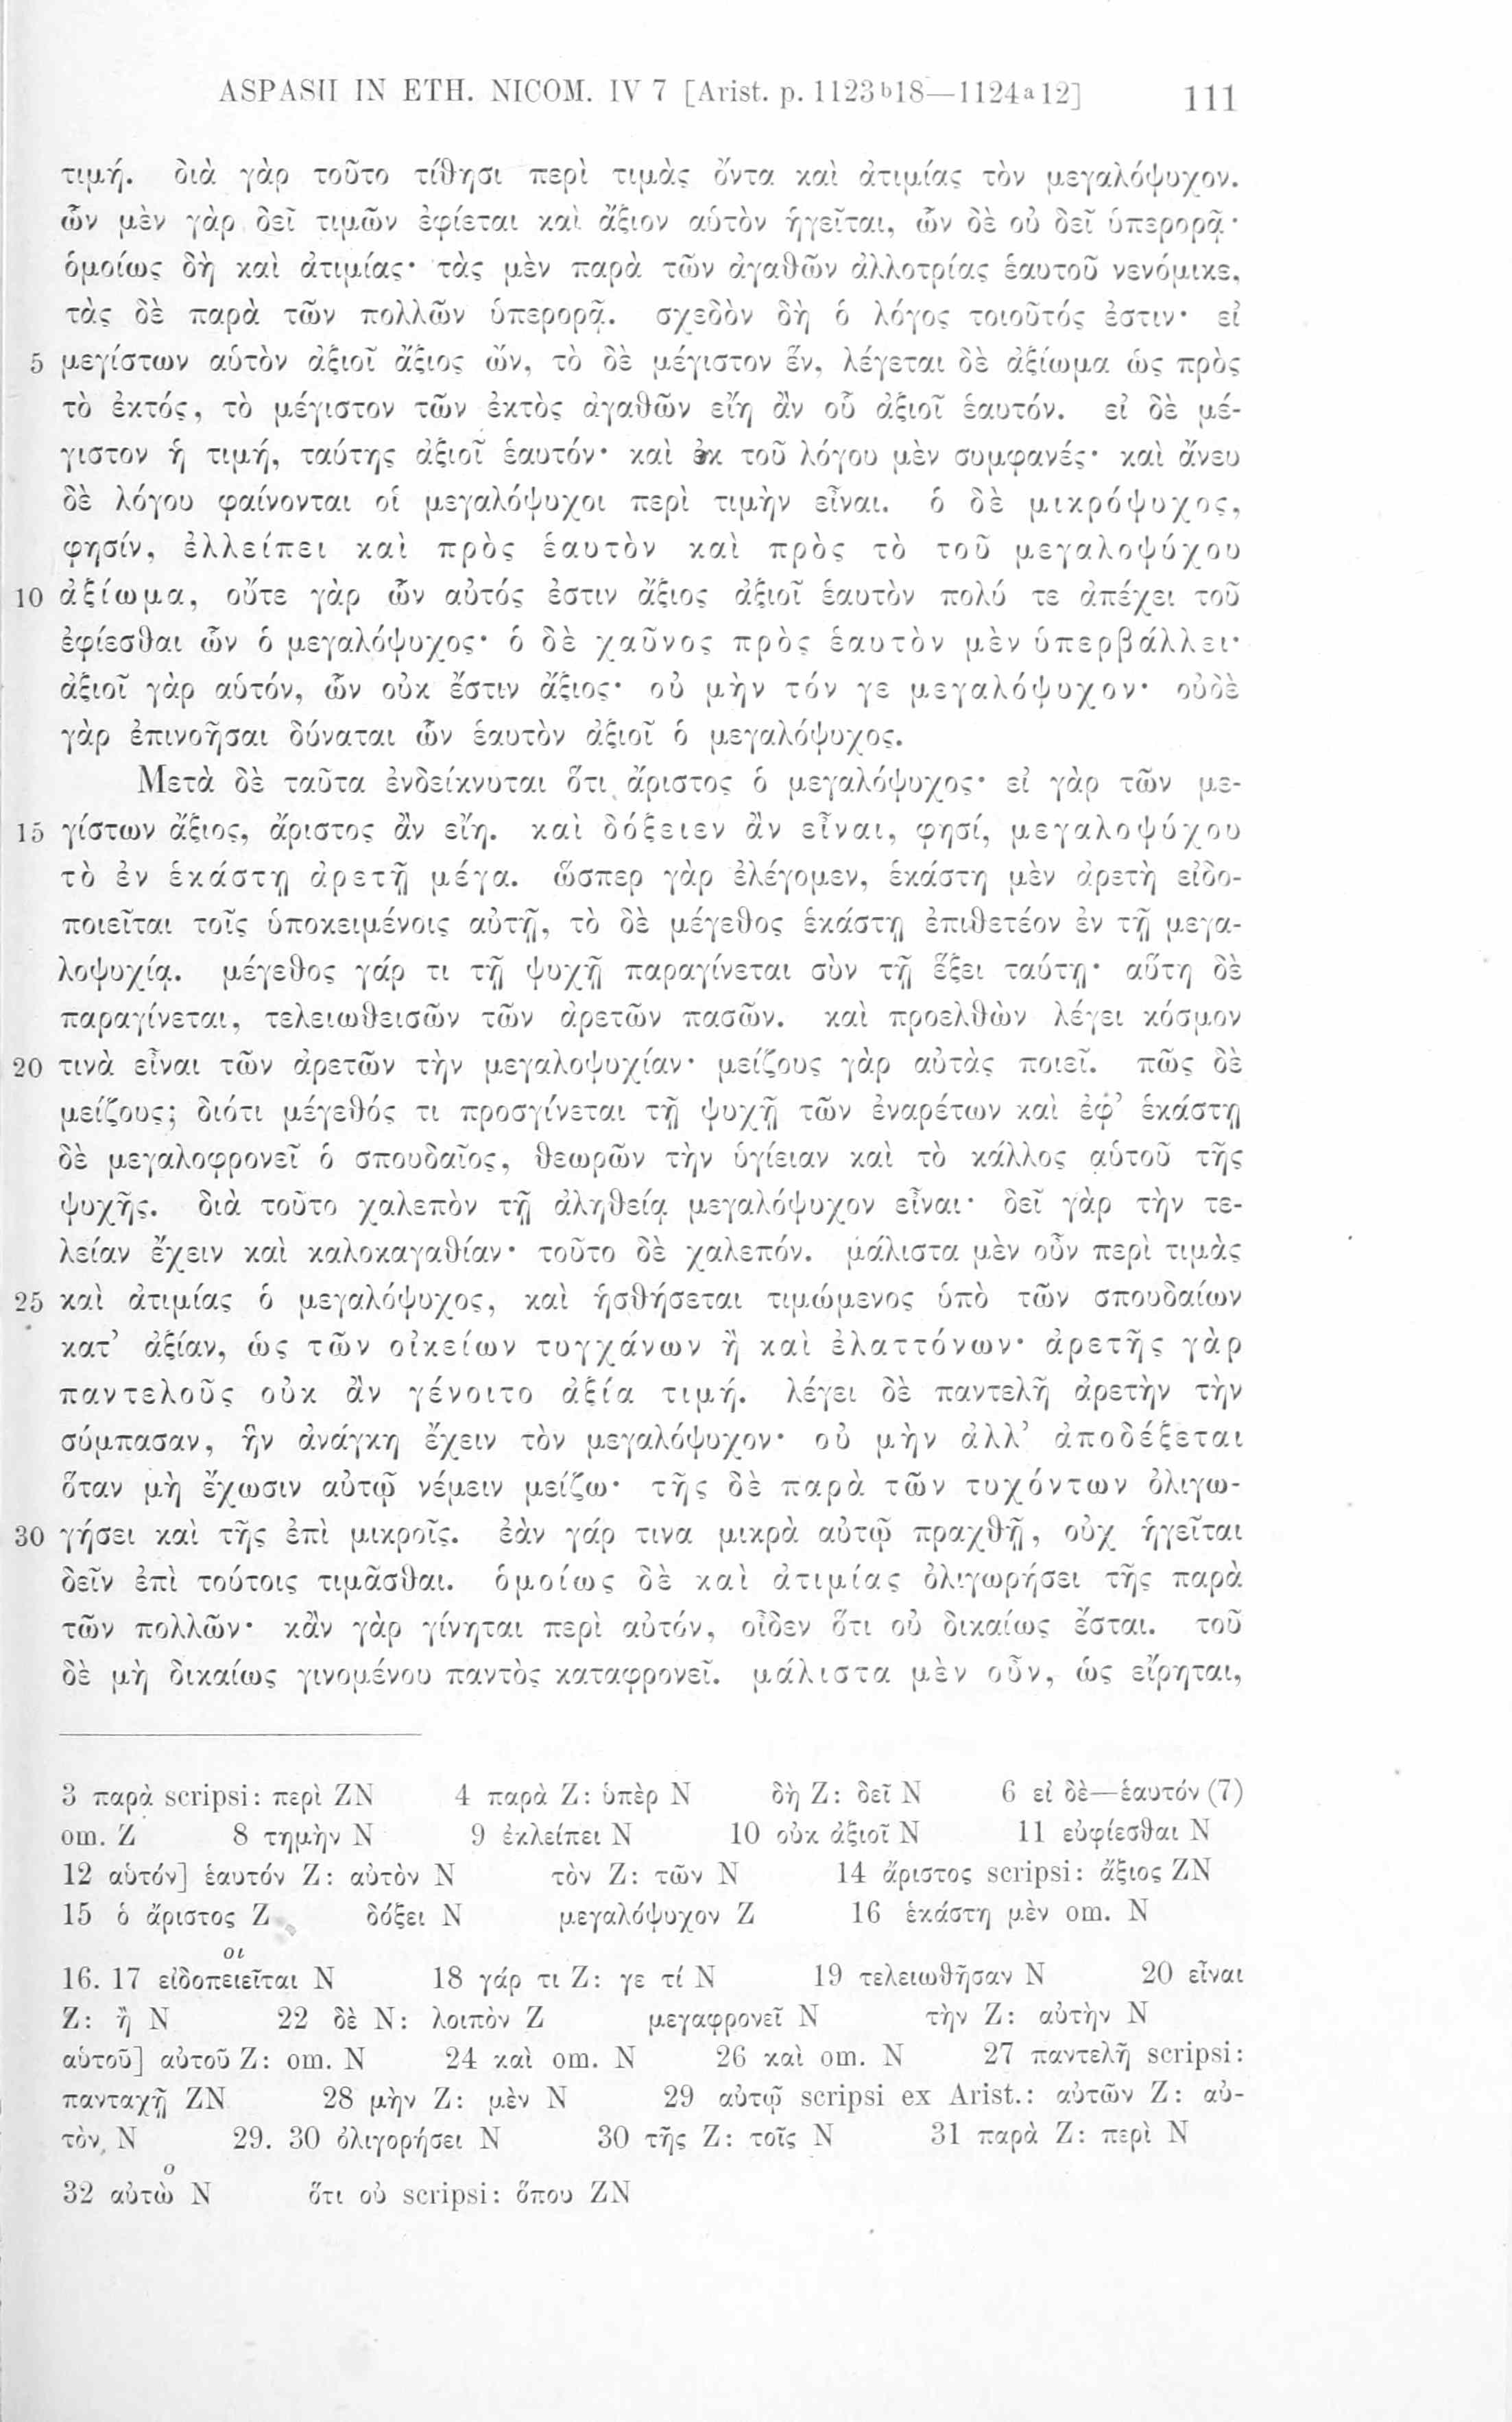 ASPASII IN ETH. NICOM. IV 7 [Arist. p. 1123b18—1124a12] 111
τιμή. διὰ γὰρ τοῦτο τίθησι περὶ τιμὰς ὄντα καὶ ἀτιμίας τὸν μεγαλόψυχον.
ὧν μὲν γὰρ δεῖ τιμῶν ἐφίεται καὶ ἄξιον αὑτὸν ἡγεῖται, ὧν δὲ οὐ δεῖ ὑπερορᾷ·
ὁμοίως δὴ καὶ ἀτιμίας· τὰς μὲν παρὰ τῶν ἀγαθῶν ἀλλοτρίας ἑαυτοῦ νενόμικε,
τὰς δὲ παρὰ τῶν πολλῶν ὑπερορᾷ. σχεδὸν δὴ ὁ λόγος τοιοῦτός ἐστιν· εἰ
5 μεγίστων αὑτὸν ἀξιοῖ ἄξιος ὤν, τὸ δὲ μέγιστον ἕν, λέγεται δὲ ἀξίωμα ὡς πρὸς
τὸ ἐκτός, τὸ μέγιστον τῶν ἐκτὸς ἀγαθῶν εἴη ἂν οὗ ἀξιοῖ ἑαυτόν. εἰ δὲ μέ-
γιστον ἡ τιμή, ταύτης ἀξιοῖ ἑαυτόν· καὶ ἐκ τοῦ λόγου μὲν συμφανές· καὶ ἄνευ
δὲ λόγου φαίνονται οἱ μεγαλόψυχοι περὶ τιμὴν εἶναι. ὁ δὲ μικρόψυχος,
φησίν, ἐλλείπει καὶ πρὸς ἑαυτὸν καὶ πρὸς τὸ τοῦ μεγαλοψύχου
10 ἀξίωμα, οὔτε γὰρ ὧν αὐτός ἐστιν ἄξιος ἀξιοῖ ἑαυτὸν πολύ τε ἀπέχει τοῦ
ἐφίεσθαι ὧν ὁ μεγαλόψυχος· ὁ δὲ χαῦνος πρὸς ἑαυτὸν μὲν ὑπερβάλλει·
ἀξιοῖ γὰρ αὑτόν, ὧν οὐκ ἔστιν ἄξιος· οὐ μὴν τόν γε μεγαλόψυχον· οὐδὲ
γὰρ ἐπινοῆσαι δύναται ὧν ἑαυτὸν ἀξιοῖ ὁ μεγαλόψυχος.
Μετὰ δὲ ταῦτα ἐνδείκνυται ὅτι ἄριστος ὁ μεγαλόψυχος· εἰ γὰρ τῶν με-
15 γίστων ἄξιος, ἄριστος ἂν εἴη. καὶ δόξειεν ἂν εἶναι, φησί, μεγαλοψύχου
τὸ ἐν ἑκάστῃ ἀρετῇ μέγα. ὥσπερ γὰρ ἐλέγομεν, ἑκάστη μὲν ἀρετὴ εἰδο-
ποιεῖται τοῖς ὑποκειμένοις αὐτῇ, τὸ δὲ μέγεθος ἑκάστῃ ἐπιθετέον ἐν τῇ μεγα-
λοψυχίᾳ. μέγεθος γάρ τι τῇ ψυχῇ παραγίνεται σὺν τῇ ἕξει ταύτῃ· αὕτη δὲ
παραγίνεται, τελειωθεισῶν τῶν ἀρετῶν πασῶν. καὶ προελθὼν λέγει κόσμον
20 τινὰ εἶναι τῶν ἀρετῶν τὴν μεγαλοψυχίαν· μείζους γὰρ αὐτὰς ποιεῖ. πῶς δὲ
μείζους; διότι μέγεθός τι προσγίνεται τῇ ψυχῇ τῶν ἐναρέτων καὶ ἐφ’ ἑκάστῃ
δὲ μεγαλοφρονεῖ ὁ σπουδαῖος, θεωρῶν τὴν ὑγίειαν καὶ τὸ κάλλος αὑτοῦ τῆς
ψυχῆς. διὰ τοῦτο χαλεπὸν τῇ ἀληθείᾳ μεγαλόψυχον εἶναι· δεῖ γὰρ τὴν τε-
λείαν ἔχειν καὶ καλοκαγαθίαν· τοῦτο δὲ χαλεπόν. μάλιστα μὲν οὖν περὶ τιμὰς
25 καὶ ἀτιμίας ὁ μεγαλόψυχος, καὶ ἡσθήσεται τιμώμενος ὑπὸ τῶν σπουδαίων
κατ’ ἀξίαν, ὡς τῶν οἰκείων τυγχάνων ἢ καὶ ἐλαττόνων· ἀρετῆς γὰρ
παντελοῦς οὐκ ἂν γένοιτο ἀξία τιμή. λέγει δὲ παντελῆ ἀρετὴν τὴν
σύμπασαν, ἣν ἀνάγκη ἔχειν τὸν μεγαλόψυχον· οὐ μὴν ἀλλ’ ἀποδέξεται
ὅταν μὴ ἔχωσιν αὐτῷ νέμειν μείζω· τῆς δὲ παρὰ τῶν τυχόντων ὀλιγω-
30 γήσει καὶ τῆς ἐπὶ μικροῖς. ἐὰν γάρ τινα μικρὰ αὐτῷ πραχθῇ, οὐχ ἡγεῖται
δεῖν ἐπὶ τούτοις τιμᾶσθαι. ὁμοίως δὲ καὶ ἀτιμίας ὀλιγωρήσει τῆς παρὰ
τῶν πολλῶν· κἂν γὰρ γίνηται περὶ αὐτόν, οἶδεν ὅτι οὐ δικαίως ἔσται. τοῦ
δὲ μὴ δικαίως γινομένου παντὸς καταφρονεῖ. μάλιστα μὲν οὖν, ὡς εἴρηται,
3 παρὰ scripsi: περὶ ZN 4 παρὰ Z: ὑπὲρ N δὴ Z: δεῖ N 6 εἰ δὲ—ἑαυτόν (7)
om. Z 8 τημὴν N 9 ἐκλείπει N 10 οὐκ ἀξιοῖ N 11 εὐφίεσθαι N
12 αὑτόν] ἑαυτόν Z: αὐτὸν N τὸν Z: τῶν N 14 ἄριστος scripsi: ἄξιος ZN
15 ὁ ἄριστος Z δόξει N μεγαλόψυχον Z 16 ἑκάστη μὲν om. N
οι
16. 17 εἰδοπειεῖται N 18 γάρ τι Z: γε τί N 19 τελειωθῆσαν N 20 εἶναι
Z: ἢ N 22 δὲ N: λοιπὸν Z μεγαφρονεῖ N τὴν Z: αὐτὴν N
αὑτοῦ] αὐτοῦ Z: om. N 24 καὶ om. N 26 καὶ om. N 27 παντελῆ scripsi:
πανταχῇ ZN 28 μὴν Z: μὲν N 29 αὐτῷ scripsi ex Arist.: αὐτῶν Z: αὐ-
τὸν N 29. 30 ὀλιγορήσει N 30 τῆς Z: τοῖς N 31 παρὰ Z: περὶ N
ο
32 αὐτὼ N ὅτι οὐ scripsi: ὅπου ZN